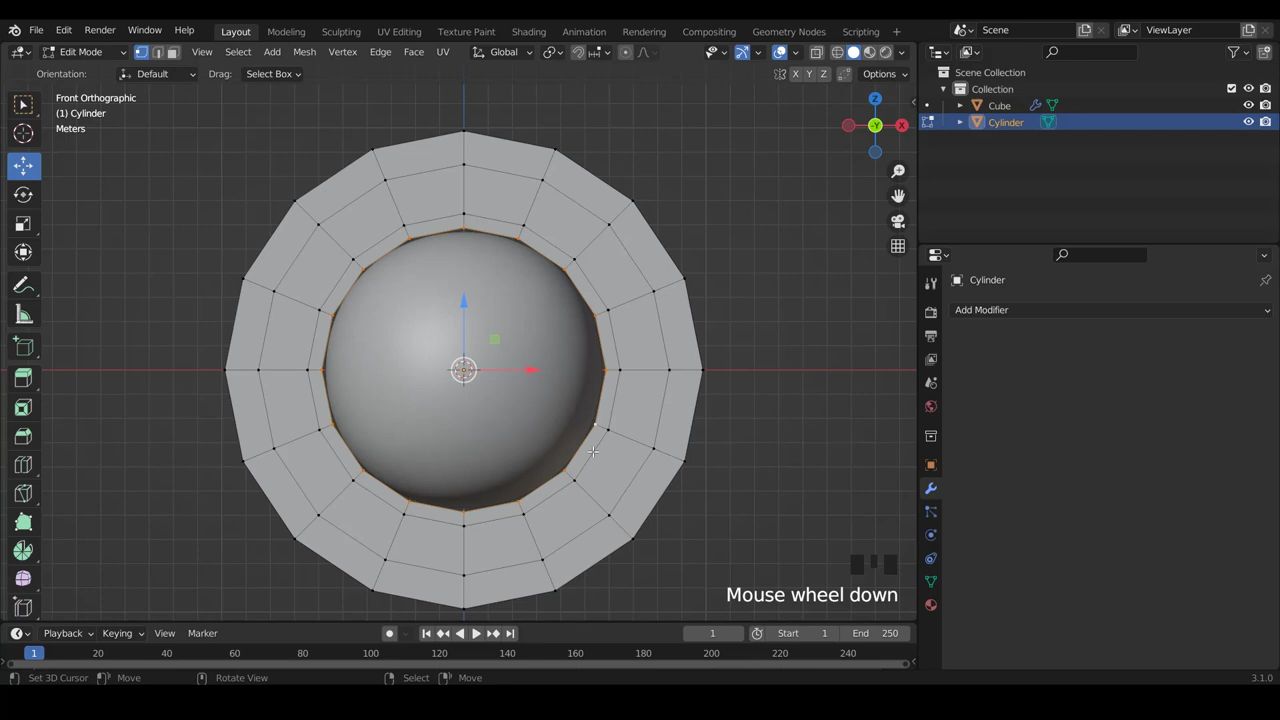 File Edit Render Window Help Layout Modeling Sculpting UV Editing Texture Paint Shading Animation Rendering Compositing Geometry Nodes Scripting + Scene ViewLayer
Edit Mode View Select Add Mesh Vertex Edge Face UV Global
Orientation: Default Drag: Select Box X Y Z Options
Scene Collection
Collection
Cube
Cylinder
Front Orthographic
(1) Cylinder
Meters
Z
-Y
X
Cylinder
Add Modifier
Mouse wheel down
Playback Keying View Marker 1 Start 1 End 250
1 20 40 60 80 100 120 140 160 180 200 220 240
Set 3D Cursor Move Rotate View Select Move 3.1.0